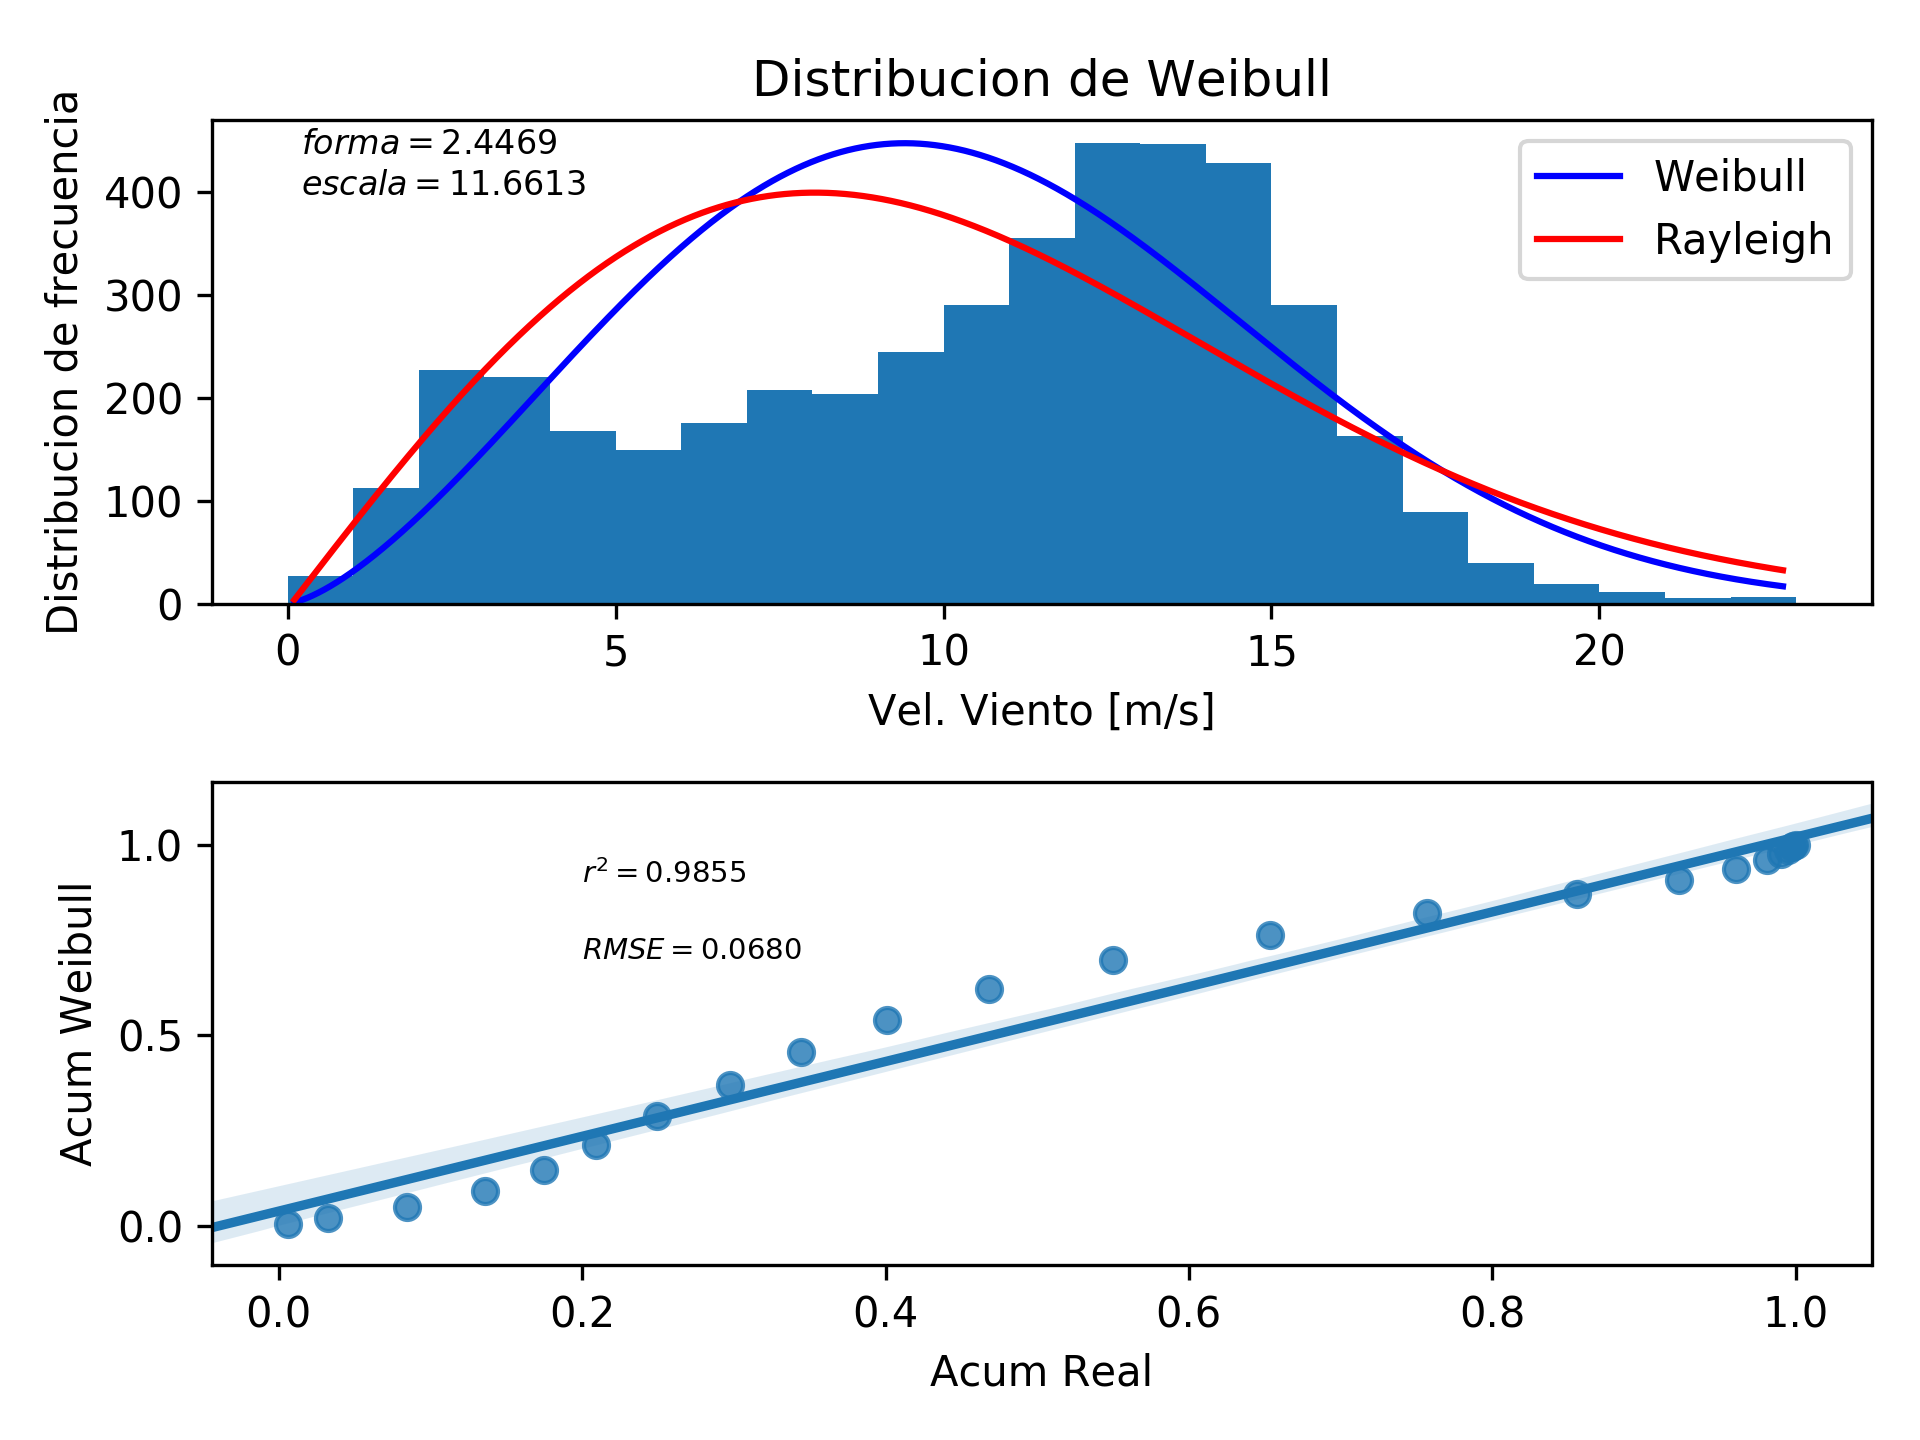 Distribucion de Weibull
forma = 2.4469
escala = 11.6613
Weibull
Rayleigh
Distribucion de frecuencia
400
300
200
100
0
0 5 10 15 20
Vel. Viento [m/s]
r² = 0.9855
RMSE = 0.0680
Acum Weibull
1.0
0.5
0.0
0.0 0.2 0.4 0.6 0.8 1.0
Acum Real